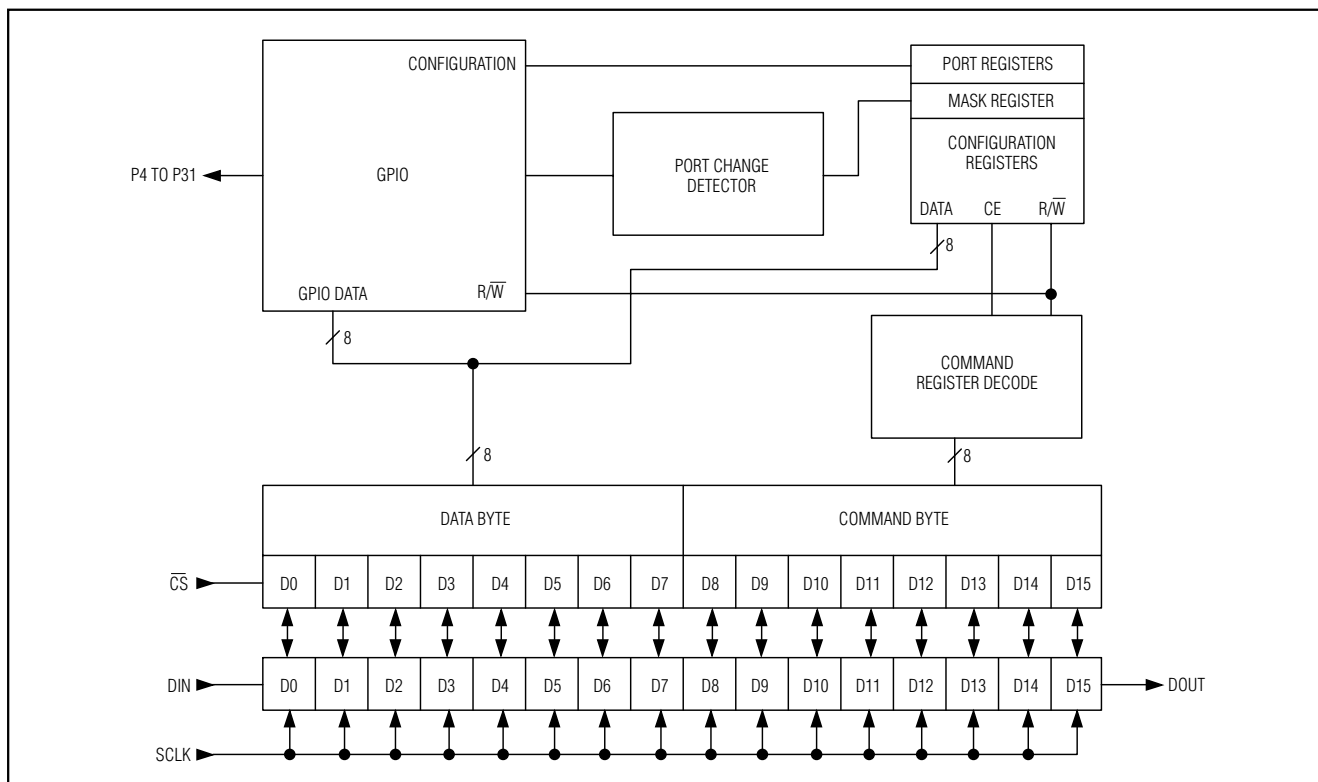 CONFIGURATION
PORT REGISTERS
MASK REGISTER
CONFIGURATION
REGISTERS
P4 TO P31
GPIO
PORT CHANGE
DETECTOR
DATA CE R/W̅
8
GPIO DATA R/W̅
8
COMMAND
REGISTER DECODE
8
8
DATA BYTE COMMAND BYTE
C̅S̅ D0 D1 D2 D3 D4 D5 D6 D7 D8 D9 D10 D11 D12 D13 D14 D15
DIN D0 D1 D2 D3 D4 D5 D6 D7 D8 D9 D10 D11 D12 D13 D14 D15 DOUT
SCLK